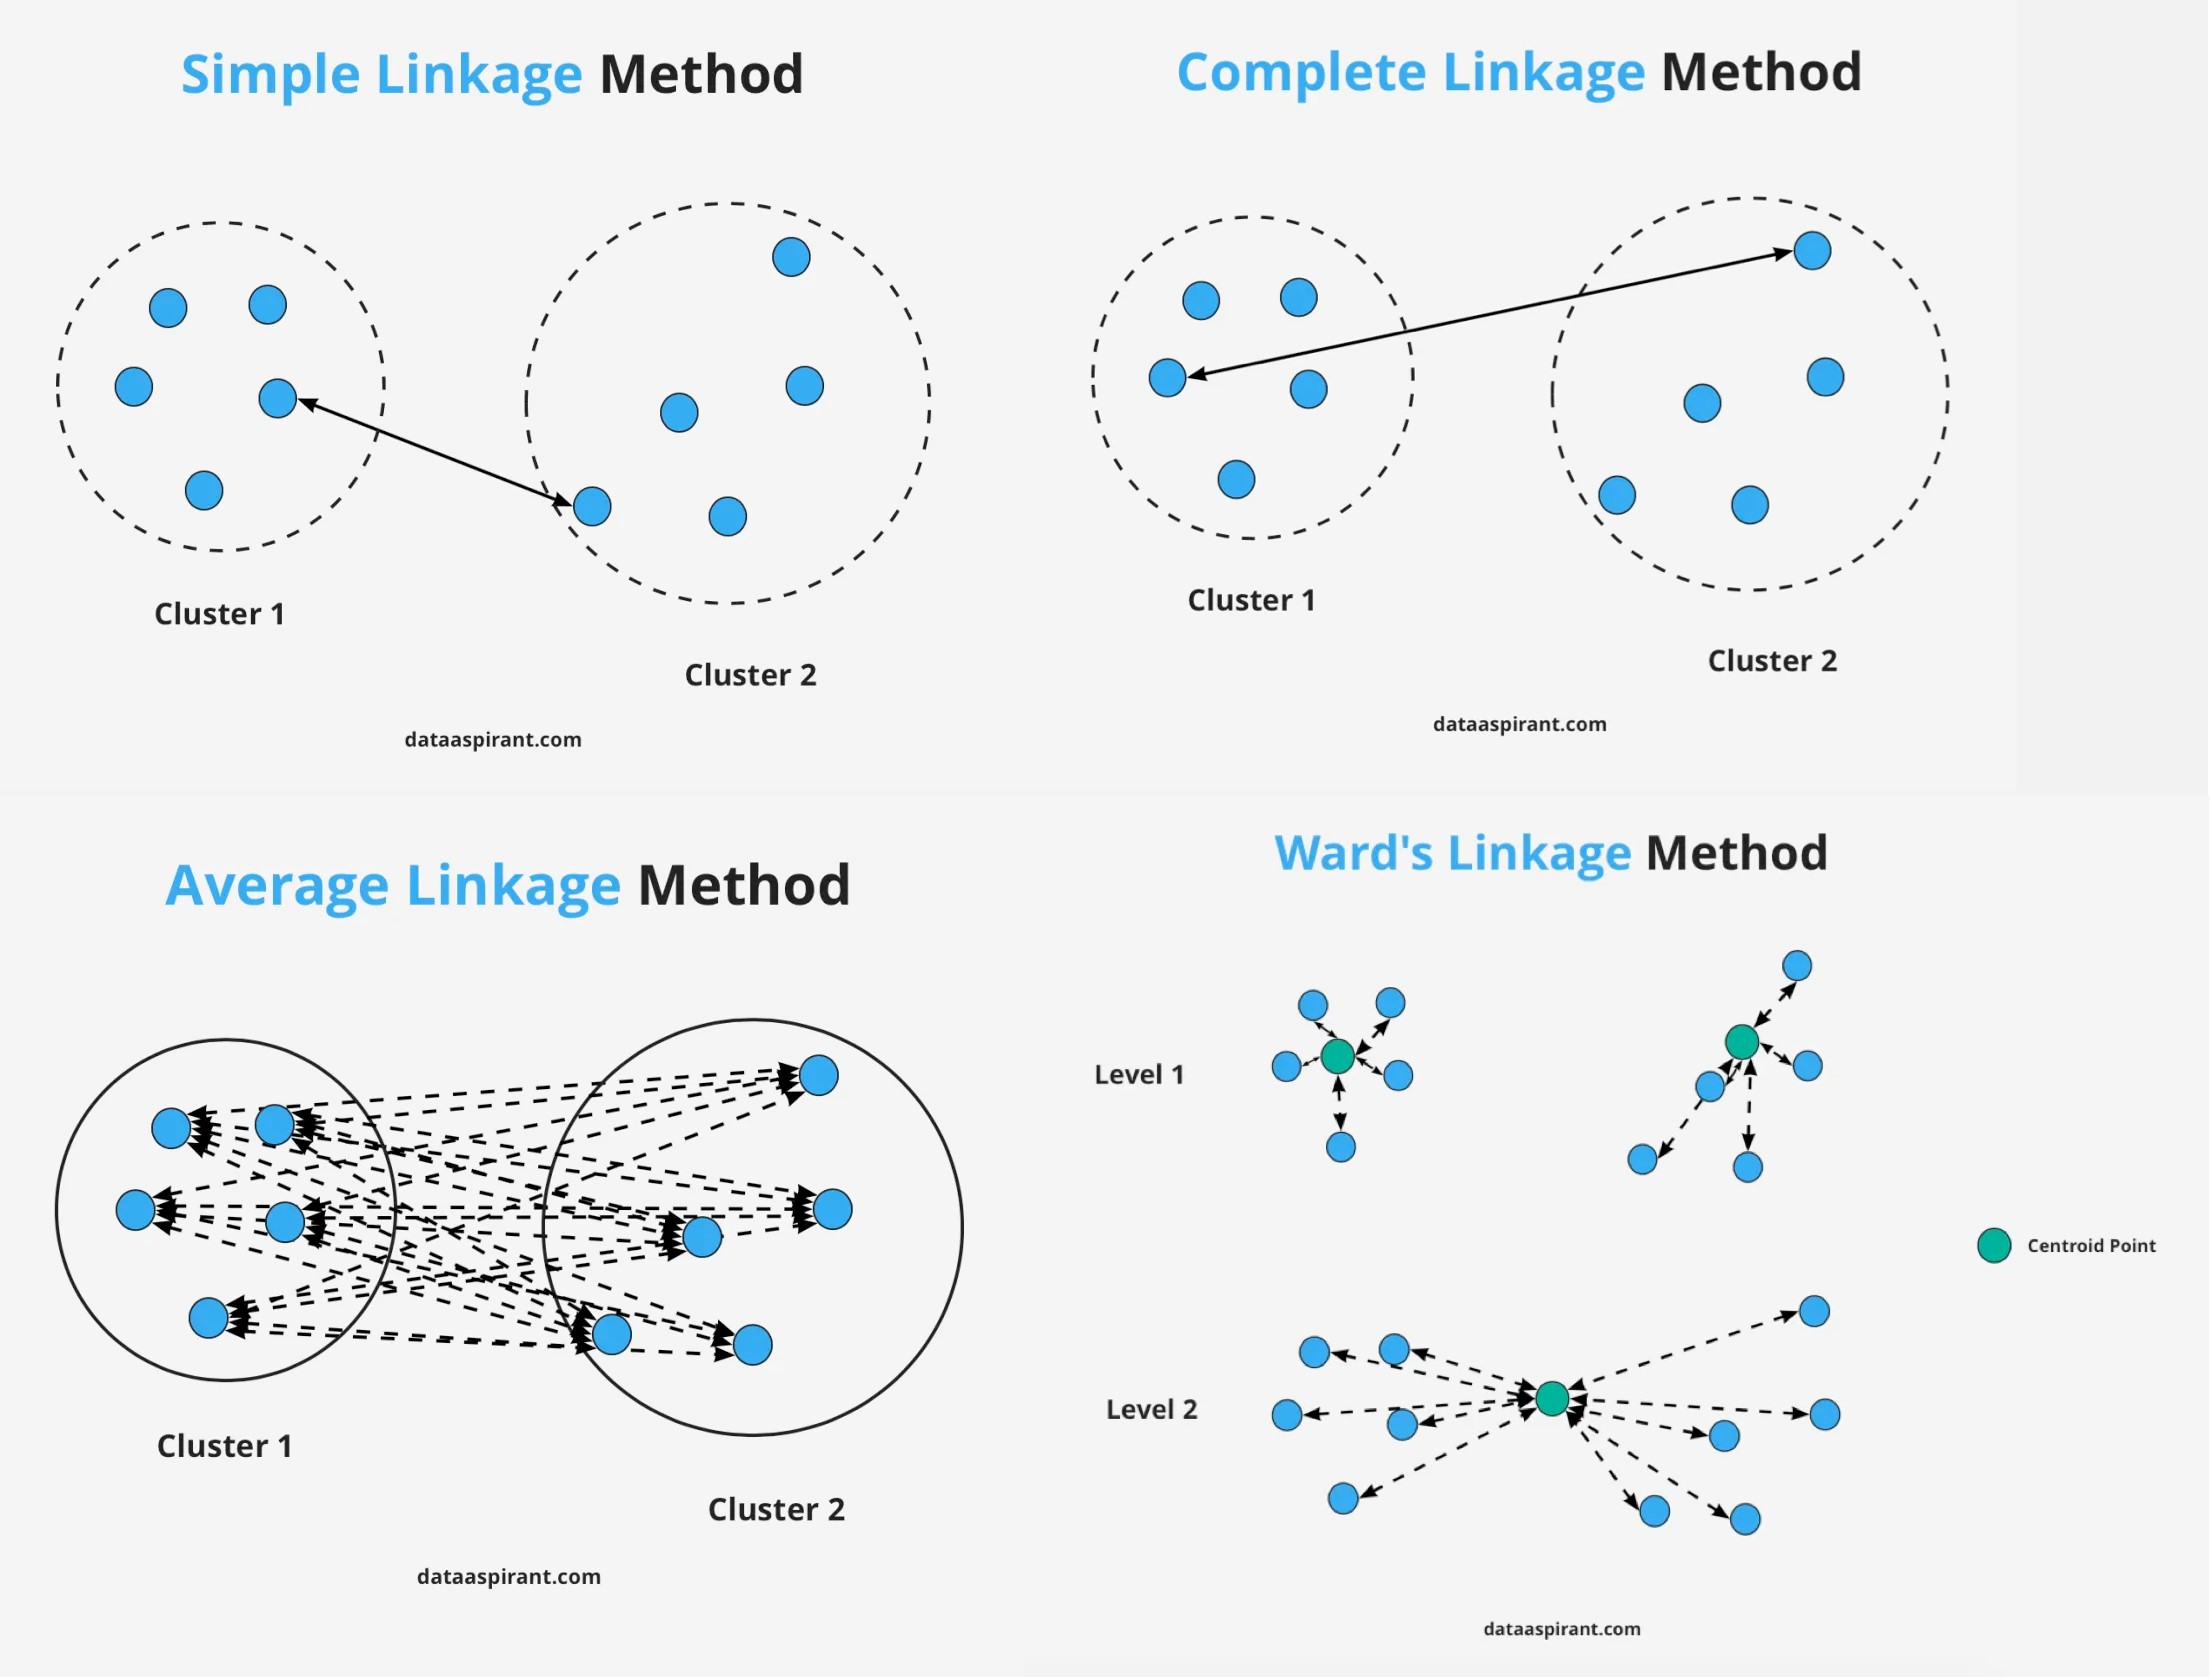 Simple Linkage Method
Cluster 1
Cluster 2
dataaspirant.com
Complete Linkage Method
Cluster 1
Cluster 2
dataaspirant.com
Average Linkage Method
Cluster 1
Cluster 2
dataaspirant.com
Ward's Linkage Method
Level 1
Centroid Point
Level 2
dataaspirant.com